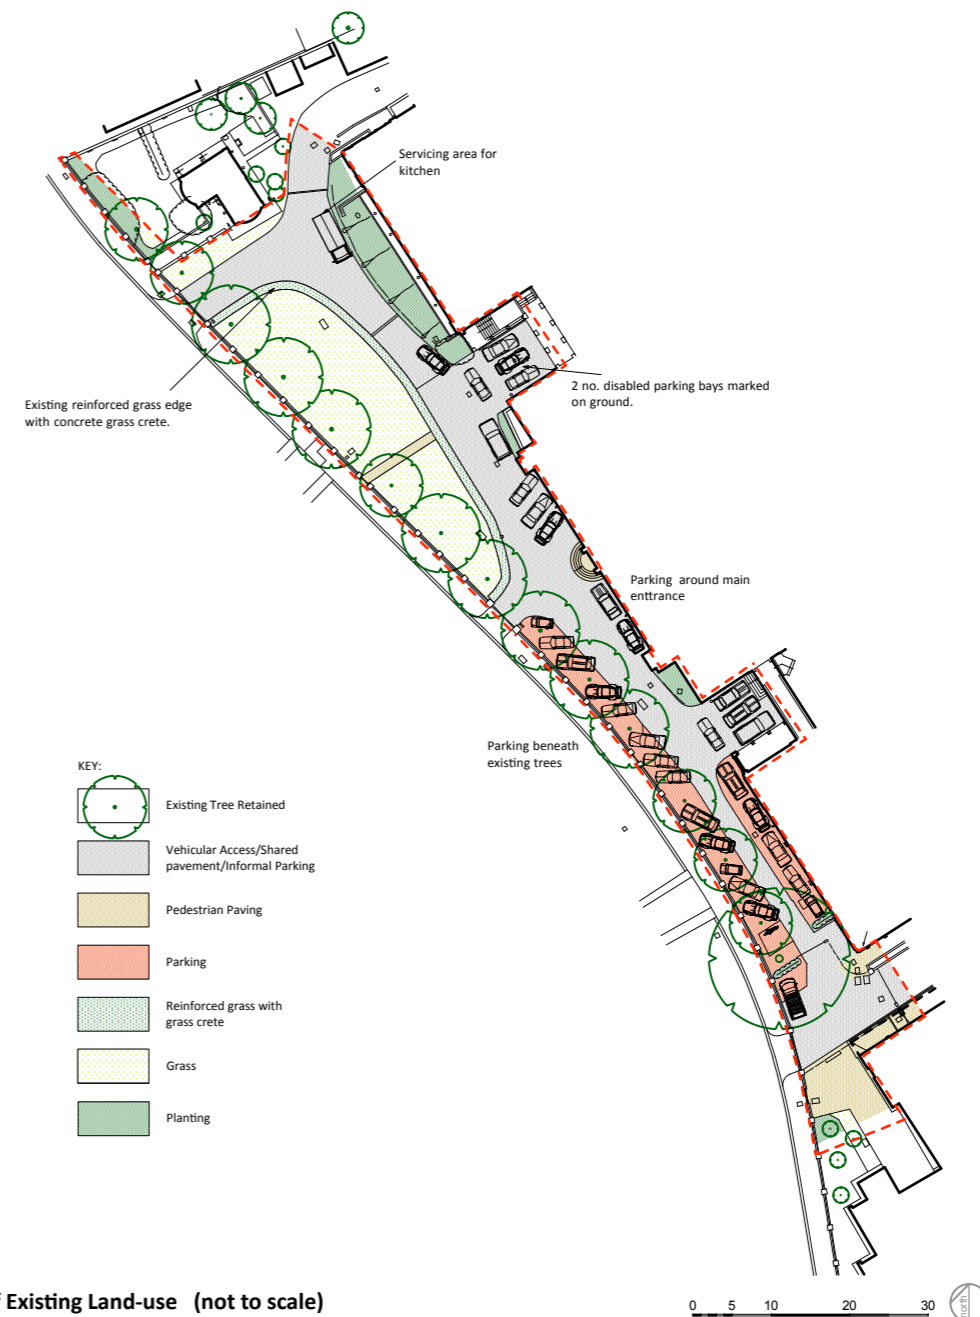 Servicing area for
kitchen
2 no. disabled parking bays marked
on ground.
Existing reinforced grass edge
with concrete grass crete.
Parking around main
enttrance
Parking beneath
existing trees
KEY:
Existing Tree Retained
Vehicular Access/Shared
pavement/Informal Parking
Pedestrian Paving
Parking
Reinforced grass with
grass crete
Grass
Planting
Existing Land-use (not to scale)
0 5 10 20 30
north